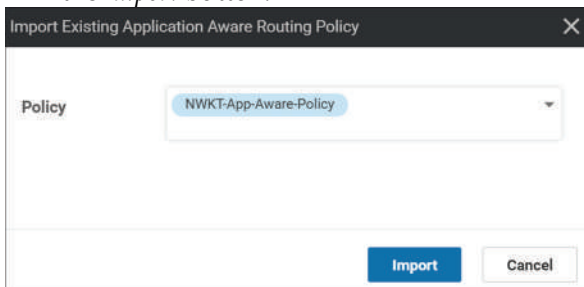 Import Existing Application Aware Routing Policy
Policy
NWKT-App-Aware-Policy
Import
Cancel